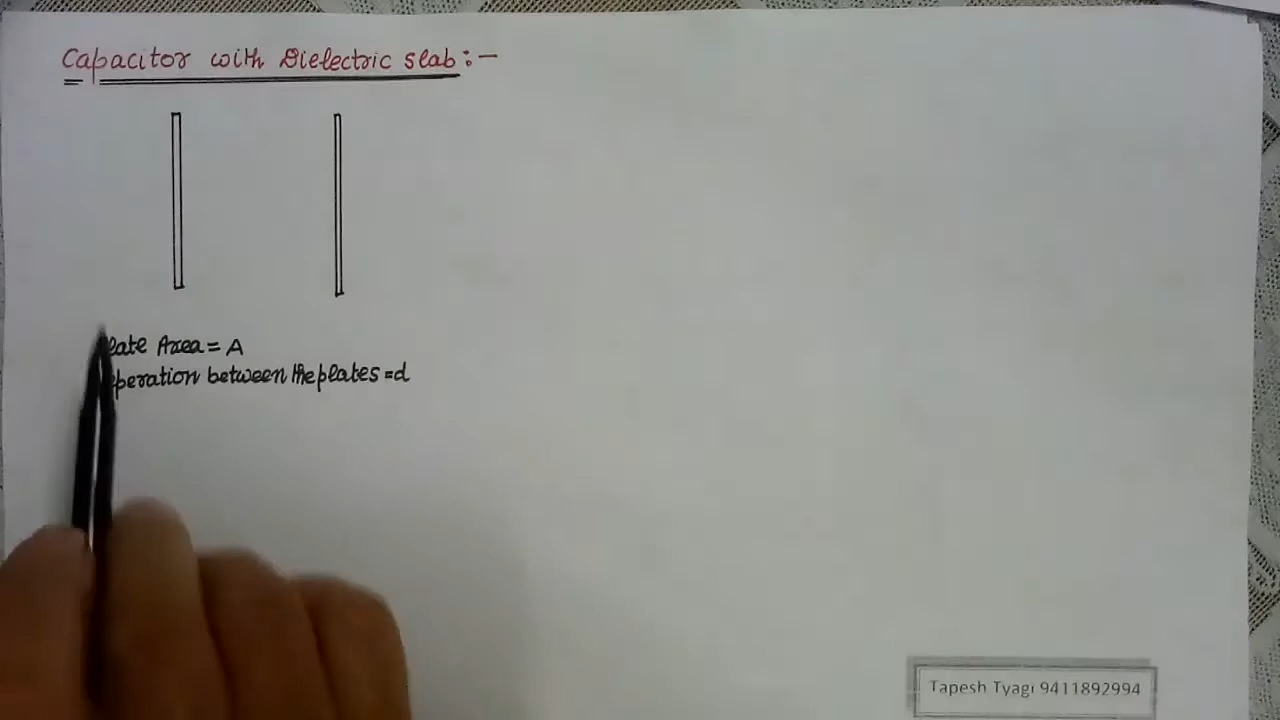 Capacitor with Dielectric slab:-
late Area = A
peration between the plates = d
Tapesh Tyagi 9411892994